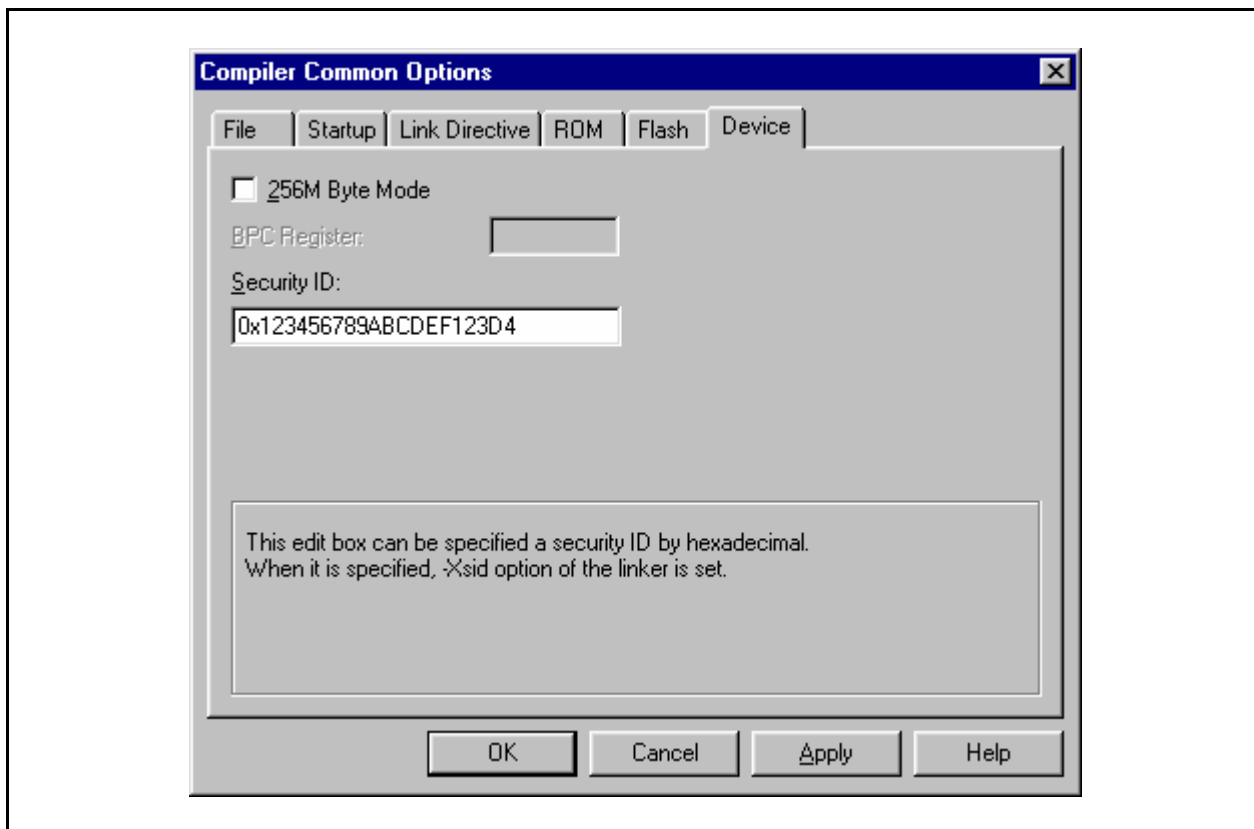 Compiler Common Options
File Startup Link Directive ROM Flash Device
256M Byte Mode
BPC Register:
Security ID:
0x123456789ABCDEF123D4
This edit box can be specified a security ID by hexadecimal.
When it is specified, -Xsid option of the linker is set.
OK Cancel Apply Help